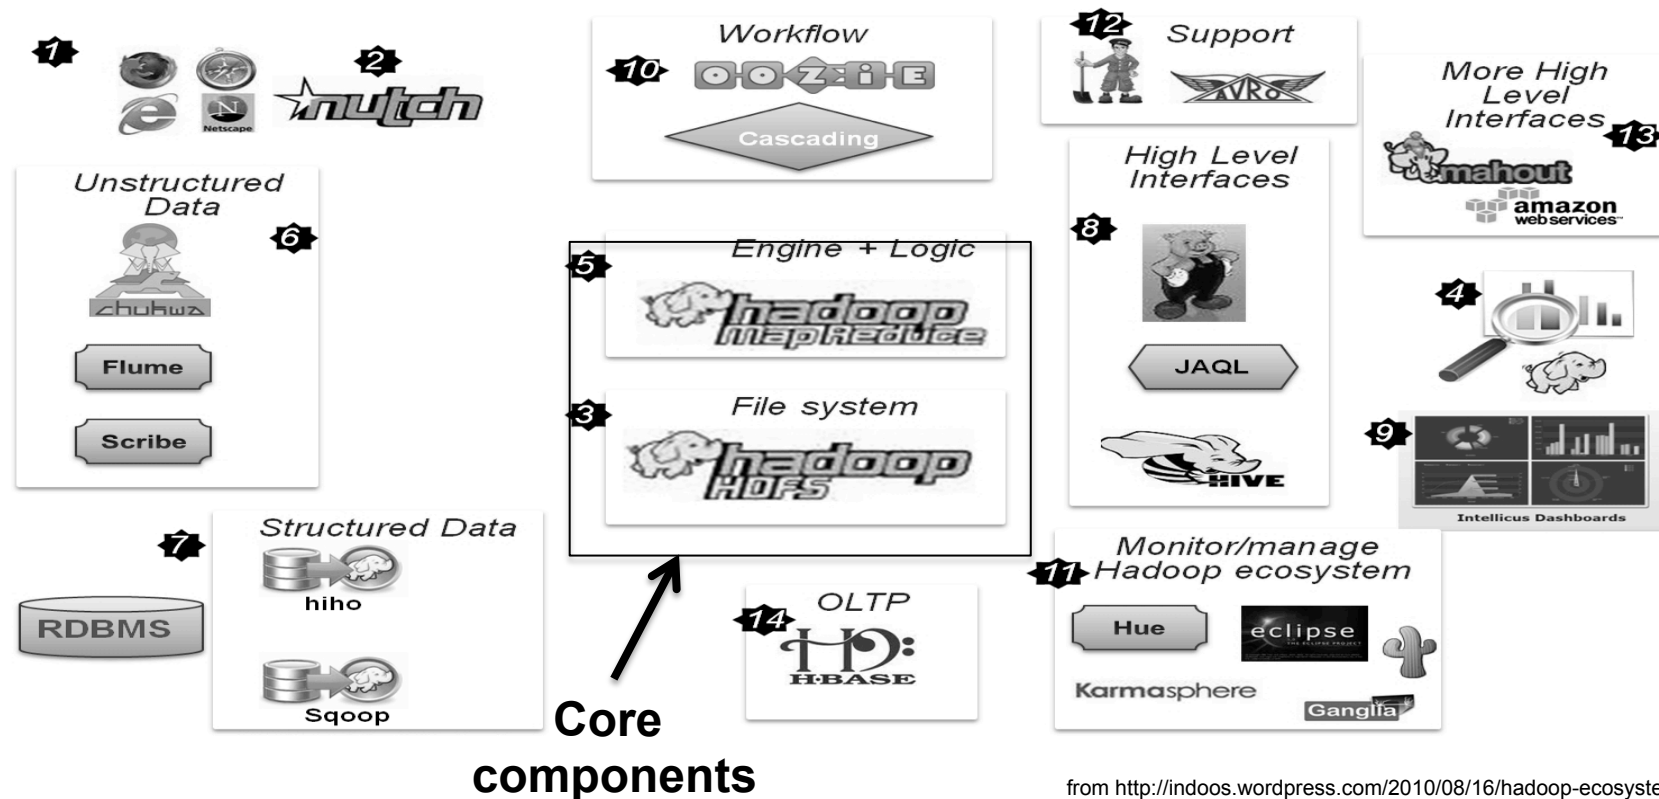 1
N
Netscape
2
nutch
Workflow
10
OOZIE
Cascading
12
Support
AVRO
More High
Level
Interfaces
13
mahout
amazon
webservices™
Unstructured
Data
6
chukwa
Flume
Scribe
5
Engine + Logic
hadoop
MapReduce
3
File system
hadoop
HDFS
High Level
Interfaces
8
JAQL
HIVE
4
9
Intellicus Dashboards
7
Structured Data
hiho
RDBMS
Sqoop
Core
components
14
OLTP
HBASE
11
Monitor/manage
Hadoop ecosystem
Hue
eclipse
Karmasphere
Ganglia
from http://indoos.wordpress.com/2010/08/16/hadoop-ecosyste